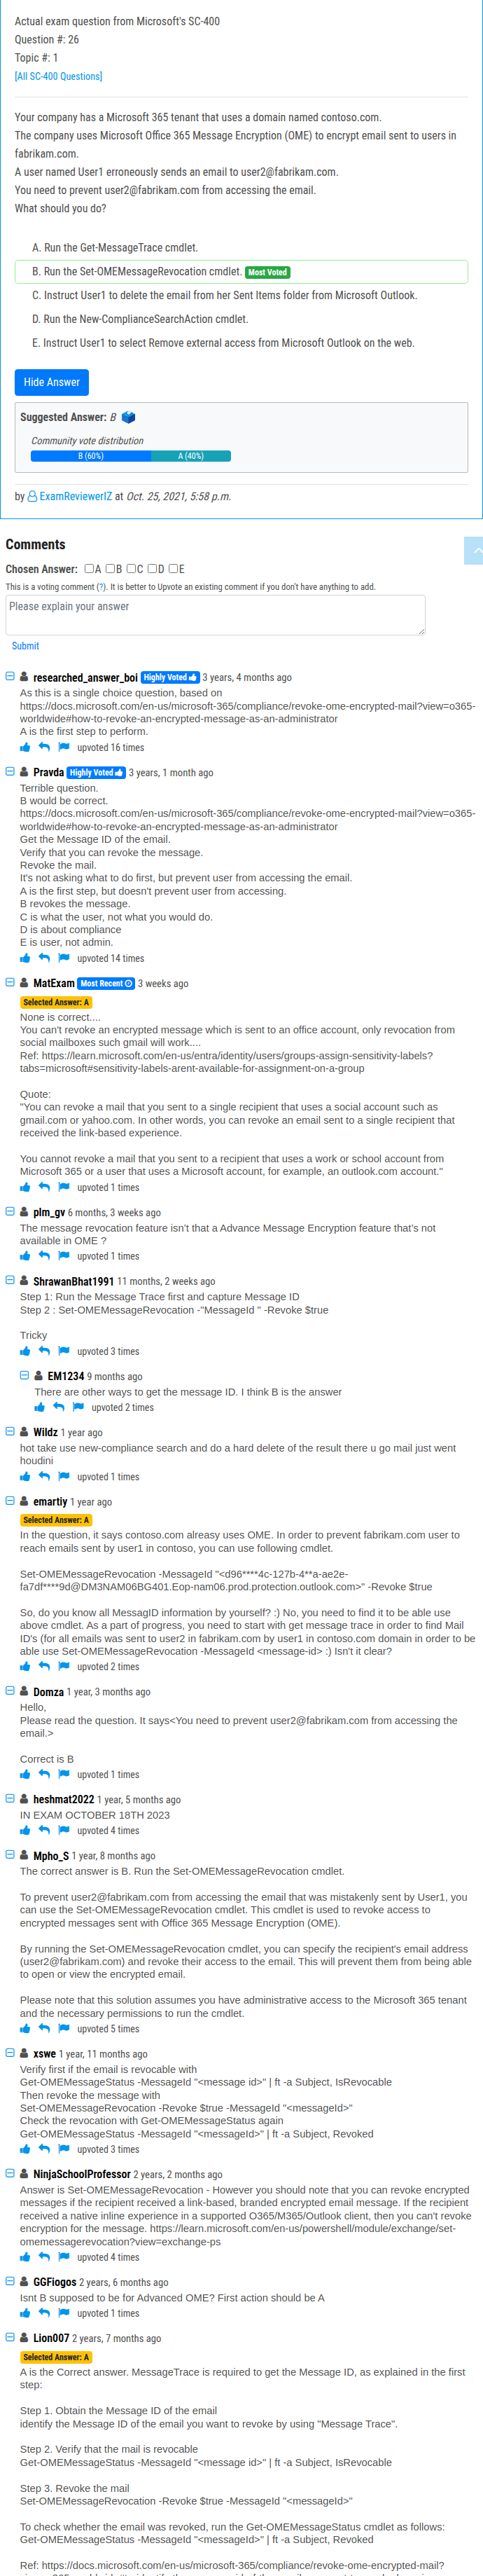 Actual exam question from Microsoft's SC-400
Question #: 26
Topic #: 1
[All SC-400 Questions]
Your company has a Microsoft 365 tenant that uses a domain named contoso.com.
The company uses Microsoft Office 365 Message Encryption (OME) to encrypt email sent to users in
fabrikam.com.
A user named User1 erroneously sends an email to user2@fabrikam.com.
You need to prevent user2@fabrikam.com from accessing the email.
What should you do?
A. Run the Get-MessageTrace cmdlet.
B. Run the Set-OMEMessageRevocation cmdlet. Most Voted
C. Instruct User1 to delete the email from her Sent Items folder from Microsoft Outlook.
D. Run the New-ComplianceSearchAction cmdlet.
E. Instruct User1 to select Remove external access from Microsoft Outlook on the web.
Hide Answer
Suggested Answer: B
Community vote distribution
B (60%) A (40%)
by ExamReviewerIZ at Oct. 25, 2021, 5:58 p.m.
Comments
Chosen Answer: A B C D E
This is a voting comment (?). It is better to Upvote an existing comment if you don't have anything to add.
Please explain your answer
Submit
researched_answer_boi Highly Voted 3 years, 4 months ago
As this is a single choice question, based on
https://docs.microsoft.com/en-us/microsoft-365/compliance/revoke-ome-encrypted-mail?view=o365-
worldwide#how-to-revoke-an-encrypted-message-as-an-administrator
A is the first step to perform.
upvoted 16 times
Pravda Highly Voted 3 years, 1 month ago
Terrible question.
B would be correct.
https://docs.microsoft.com/en-us/microsoft-365/compliance/revoke-ome-encrypted-mail?view=o365-
worldwide#how-to-revoke-an-encrypted-message-as-an-administrator
Get the Message ID of the email.
Verify that you can revoke the message.
Revoke the mail.
It's not asking what to do first, but prevent user from accessing the email.
A is the first step, but doesn't prevent user from accessing.
B revokes the message.
C is what the user, not what you would do.
D is about compliance
E is user, not admin.
upvoted 14 times
MatExam Most Recent 3 weeks ago
Selected Answer: A
None is correct....
You can't revoke an encrypted message which is sent to an office account, only revocation from
social mailboxes such gmail will work....
Ref: https://learn.microsoft.com/en-us/entra/identity/users/groups-assign-sensitivity-labels?
tabs=microsoft#sensitivity-labels-arent-available-for-assignment-on-a-group
Quote:
"You can revoke a mail that you sent to a single recipient that uses a social account such as
gmail.com or yahoo.com. In other words, you can revoke an email sent to a single recipient that
received the link-based experience.
You cannot revoke a mail that you sent to a recipient that uses a work or school account from
Microsoft 365 or a user that uses a Microsoft account, for example, an outlook.com account."
upvoted 1 times
plm_gv 6 months, 3 weeks ago
The message revocation feature isn't that a Advance Message Encryption feature that's not
available in OME ?
upvoted 1 times
ShrawanBhat1991 11 months, 2 weeks ago
Step 1: Run the Message Trace first and capture Message ID
Step 2 : Set-OMEMessageRevocation -"MessageId " -Revoke $true
Tricky
upvoted 3 times
EM1234 9 months ago
There are other ways to get the message ID. I think B is the answer
upvoted 2 times
Wildz 1 year ago
hot take use new-compliance search and do a hard delete of the result there u go mail just went
houdini
upvoted 1 times
emartiy 1 year ago
Selected Answer: A
In the question, it says contoso.com alreasy uses OME. In order to prevent fabrikam.com user to
reach emails sent by user1 in contoso, you can use following cmdlet.
Set-OMEMessageRevocation -MessageId "<d96****4c-127b-4**a-ae2e-
fa7df****9d@DM3NAM06BG401.Eop-nam06.prod.protection.outlook.com>" -Revoke $true
So, do you know all MessagID information by yourself? :) No, you need to find it to be able use
above cmdlet. As a part of progress, you need to start with get message trace in order to find Mail
ID's (for all emails was sent to user2 in fabrikam.com by user1 in contoso.com domain in order to be
able use Set-OMEMessageRevocation -MessageId <message-id> :) Isn't it clear?
upvoted 2 times
Domza 1 year, 3 months ago
Hello,
Please read the question. It says<You need to prevent user2@fabrikam.com from accessing the
email.>
Correct is B
upvoted 1 times
heshmat2022 1 year, 5 months ago
IN EXAM OCTOBER 18TH 2023
upvoted 4 times
Mpho_S 1 year, 8 months ago
The correct answer is B. Run the Set-OMEMessageRevocation cmdlet.
To prevent user2@fabrikam.com from accessing the email that was mistakenly sent by User1, you
can use the Set-OMEMessageRevocation cmdlet. This cmdlet is used to revoke access to
encrypted messages sent with Office 365 Message Encryption (OME).
By running the Set-OMEMessageRevocation cmdlet, you can specify the recipient's email address
(user2@fabrikam.com) and revoke their access to the email. This will prevent them from being able
to open or view the encrypted email.
Please note that this solution assumes you have administrative access to the Microsoft 365 tenant
and the necessary permissions to run the cmdlet.
upvoted 5 times
xswe 1 year, 11 months ago
Verify first if the email is revocable with
Get-OMEMessageStatus -MessageId "<message id>" | ft -a Subject, IsRevocable
Then revoke the message with
Set-OMEMessageRevocation -Revoke $true -MessageId "<messageId>"
Check the revocation with Get-OMEMessageStatus again
Get-OMEMessageStatus -MessageId "<messageId>" | ft -a Subject, Revoked
upvoted 3 times
NinjaSchoolProfessor 2 years, 2 months ago
Answer is Set-OMEMessageRevocation - However you should note that you can revoke encrypted
messages if the recipient received a link-based, branded encrypted email message. If the recipient
received a native inline experience in a supported O365/M365/Outlook client, then you can't revoke
encryption for the message. https://learn.microsoft.com/en-us/powershell/module/exchange/set-
omemessagerevocation?view=exchange-ps
upvoted 4 times
GGFiogos 2 years, 6 months ago
Isnt B supposed to be for Advanced OME? First action should be A
upvoted 1 times
Lion007 2 years, 7 months ago
Selected Answer: A
A is the Correct answer. MessageTrace is required to get the Message ID, as explained in the first
step:
Step 1. Obtain the Message ID of the email
identify the Message ID of the email you want to revoke by using "Message Trace".
Step 2. Verify that the mail is revocable
Get-OMEMessageStatus -MessageId "<message id>" | ft -a Subject, IsRevocable
Step 3. Revoke the mail
Set-OMEMessageRevocation -Revoke $true -MessageId "<messageId>"
To check whether the email was revoked, run the Get-OMEMessageStatus cmdlet as follows:
Get-OMEMessageStatus -MessageId "<messageId>" | ft -a Subject, Revoked
Ref: https://docs.microsoft.com/en-us/microsoft-365/compliance/revoke-ome-encrypted-mail?